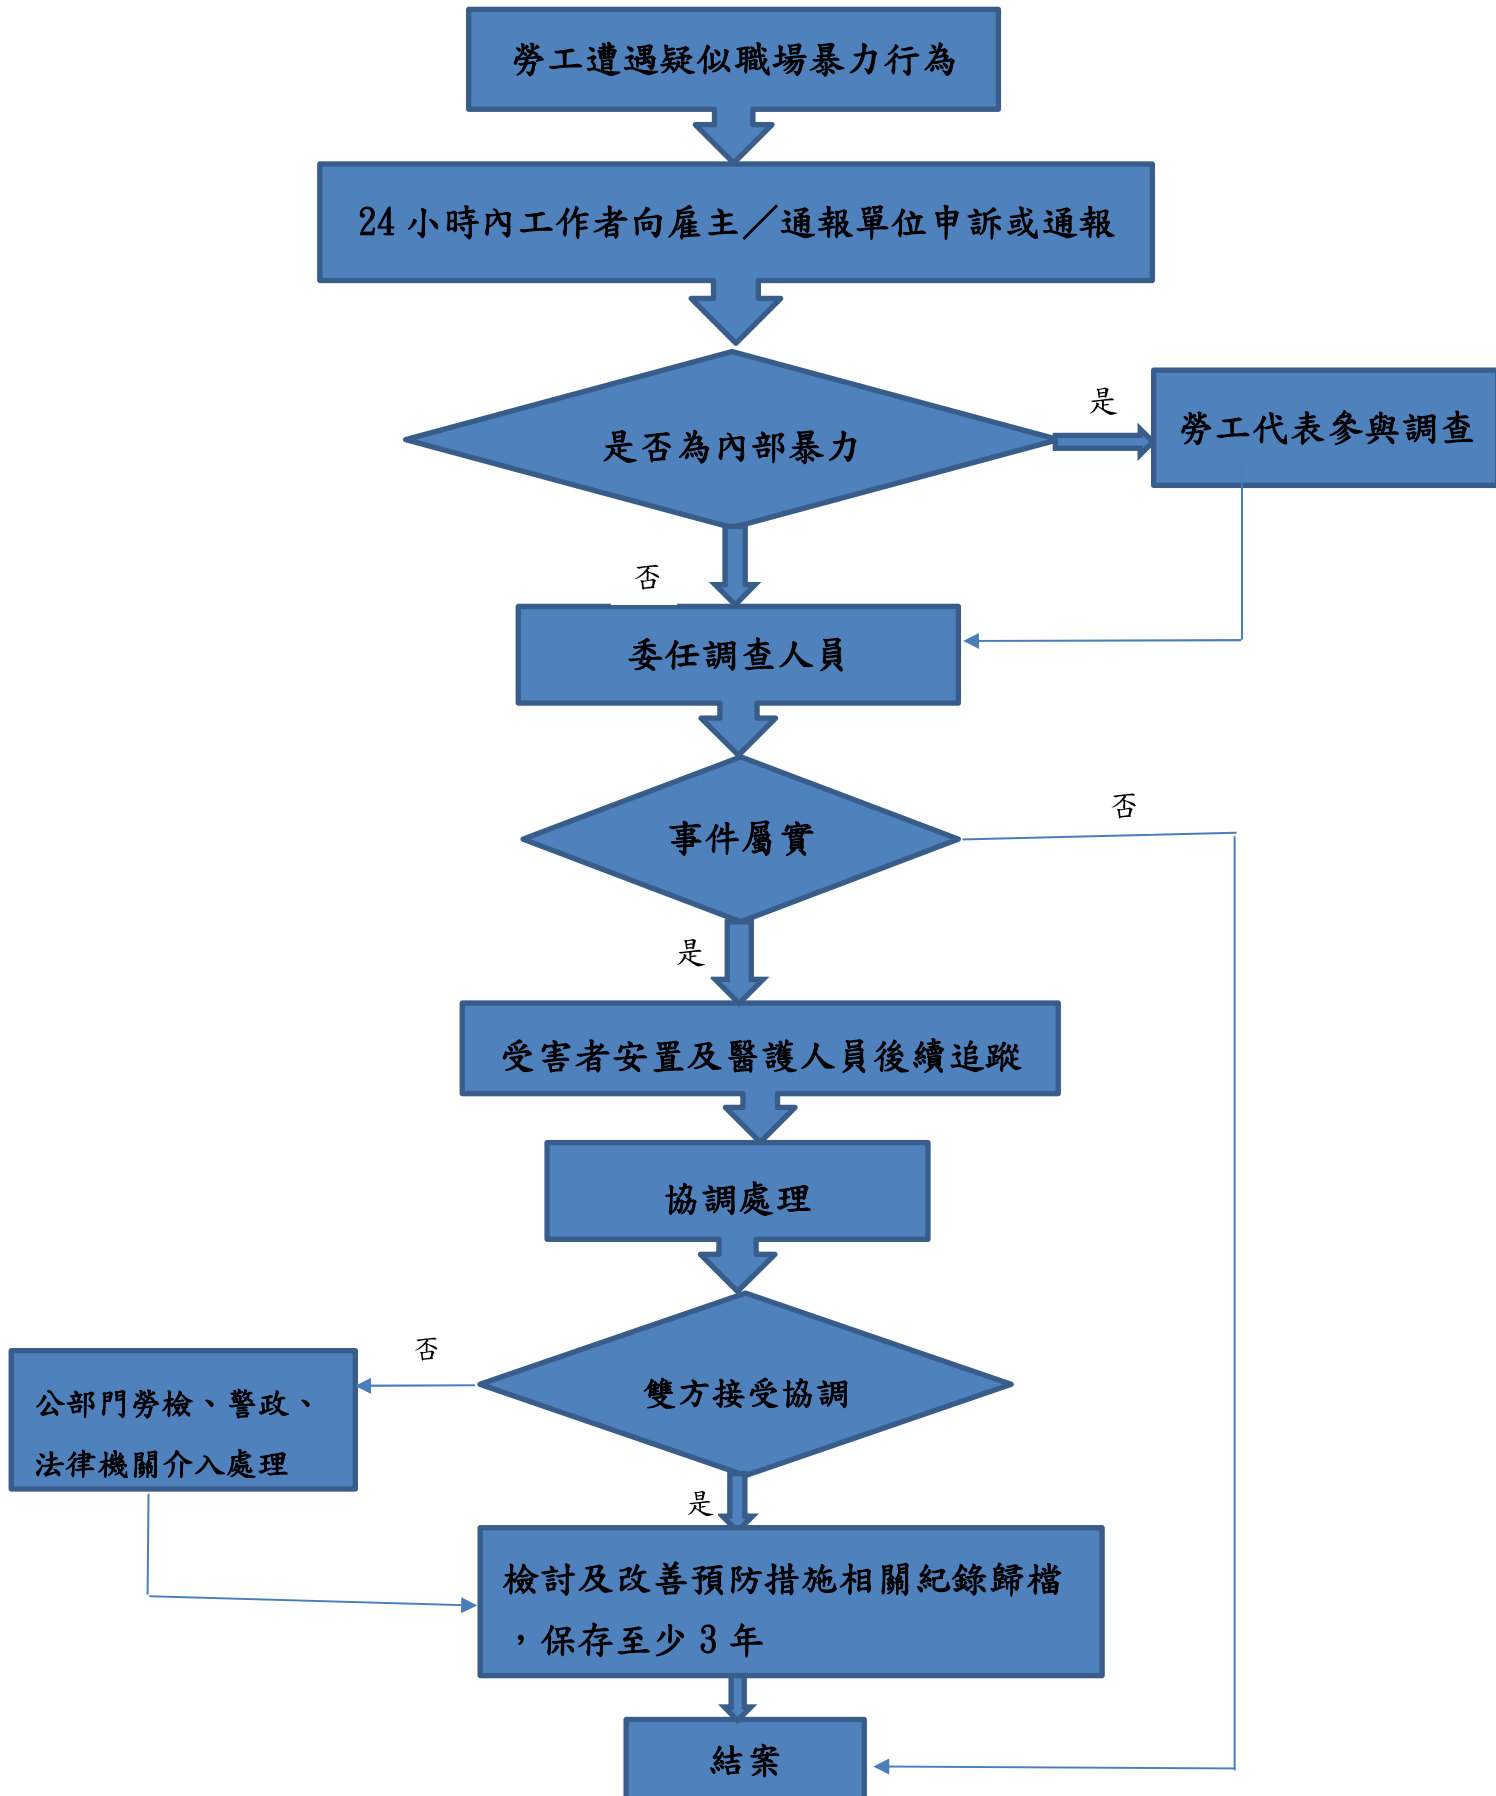 勞工遭遇疑似職場暴力行為
24 小時內工作者向雇主／通報單位申訴或通報
是否為內部暴力
是
勞工代表參與調查
否
委任調查人員
事件屬實
否
是
受害者安置及醫護人員後續追蹤
協調處理
雙方接受協調
否
公部門勞檢、警政、
法律機關介入處理
是
檢討及改善預防措施相關紀錄歸檔
，保存至少 3 年
結案